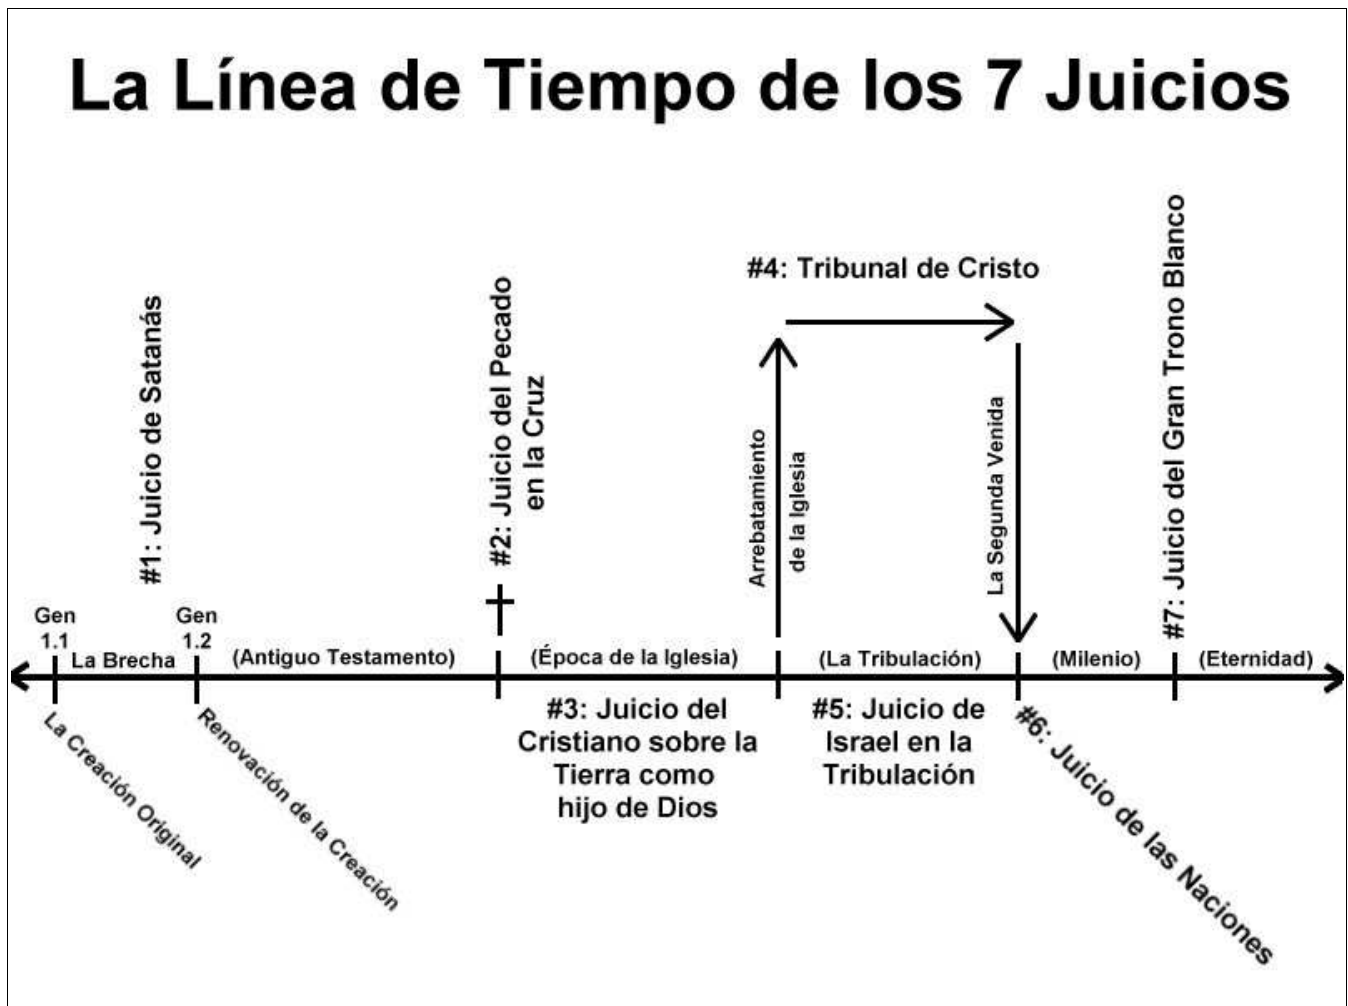 La Línea de Tiempo de los 7 Juicios
#1: Juicio de Satanás
#2: Juicio del Pecado
en la Cruz
#4: Tribunal de Cristo
Arrebatamiento
de la Iglesia
La Segunda Venida
#7: Juicio del Gran Trono Blanco
Gen
1.1
La Brecha
Gen
1.2
(Antiguo Testamento)
(Época de la Iglesia)
(La Tribulación)
(Milenio)
(Eternidad)
La Creación Original
Renovación de la Creación
#3: Juicio del
Cristiano sobre la
Tierra como
hijo de Dios
#5: Juicio de
Israel en la
Tribulación
#6: Juicio de las Naciones